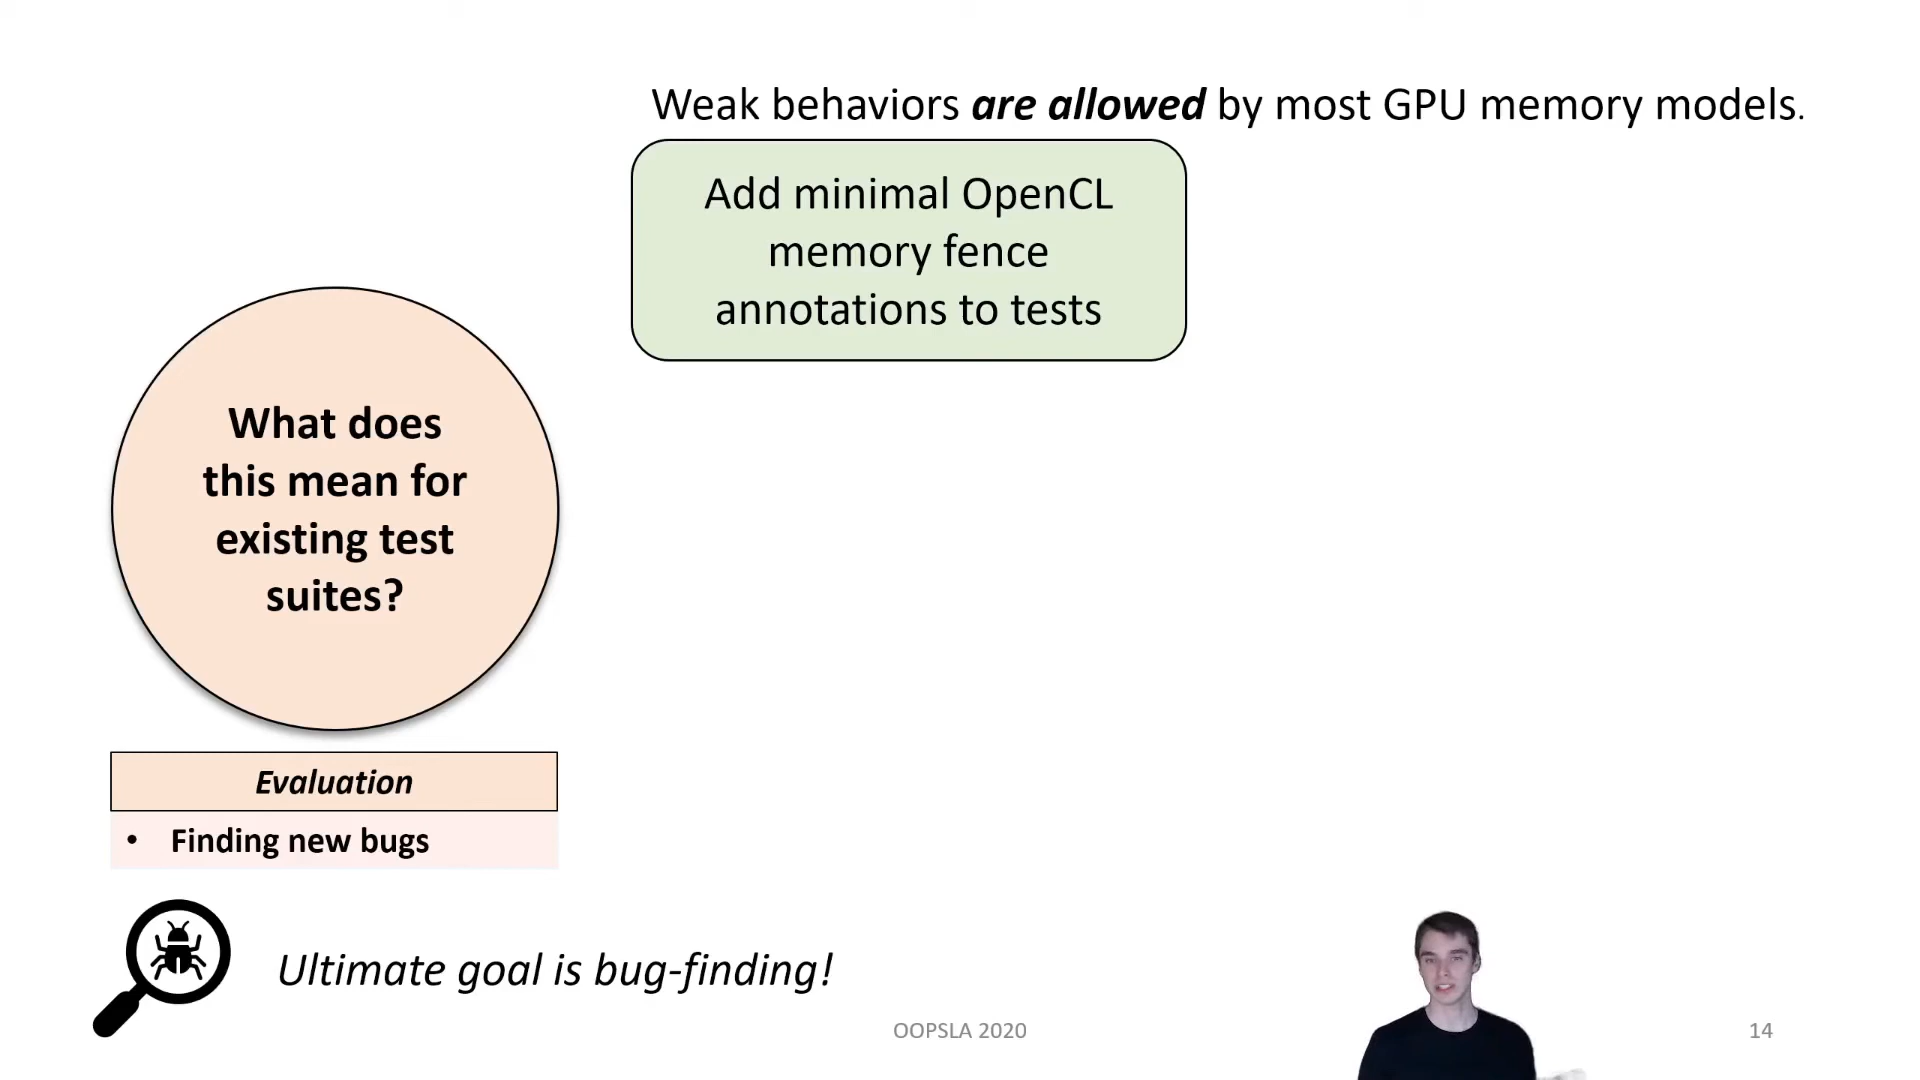 Weak behaviors are allowed by most GPU memory models.
Add minimal OpenCL
memory fence
annotations to tests
What does
this mean for
existing test
suites?
Evaluation
• Finding new bugs
Ultimate goal is bug-finding!
OOPSLA 2020
14